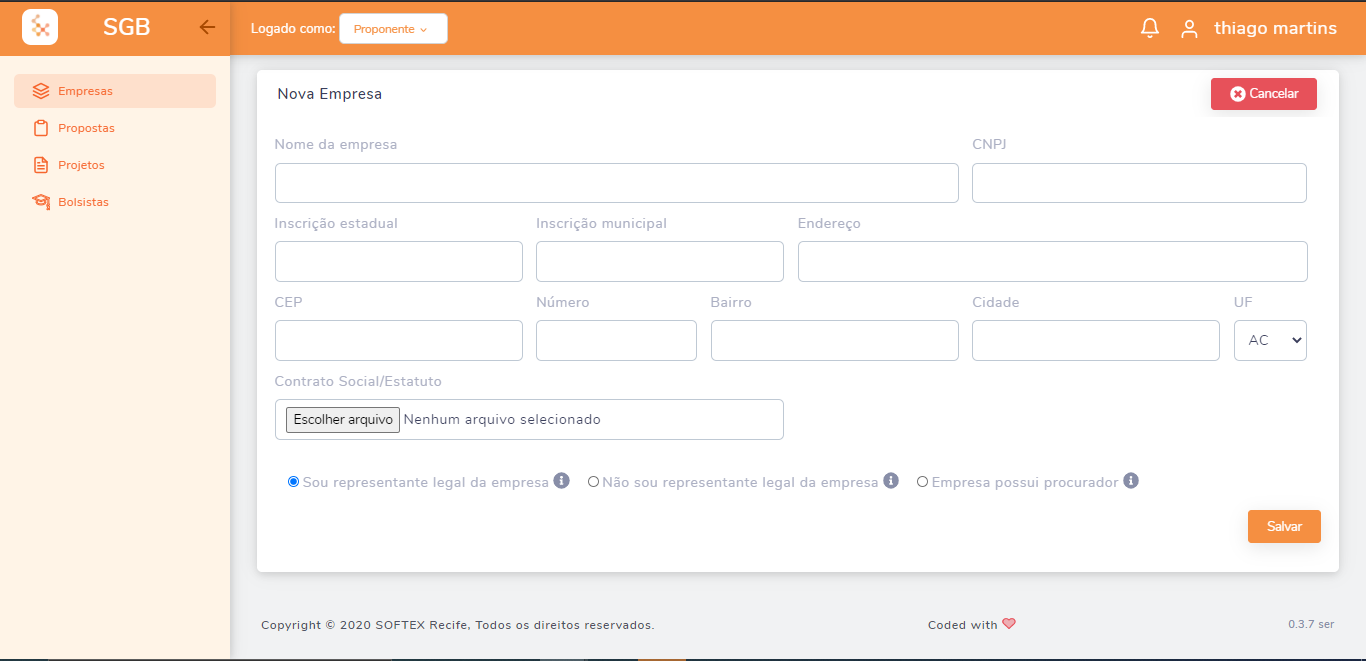 SGB
Logado como: Proponente
thiago martins
Empresas
Propostas
Projetos
Bolsistas
Nova Empresa
Cancelar
Nome da empresa
CNPJ
Inscrição estadual
Inscrição municipal
Endereço
CEP
Número
Bairro
Cidade
UF
AC
Contrato Social/Estatuto
Escolher arquivo Nenhum arquivo selecionado
Sou representante legal da empresa
Não sou representante legal da empresa
Empresa possui procurador
Salvar
Copyright © 2020 SOFTEX Recife, Todos os direitos reservados.
Coded with
0.3.7 ser